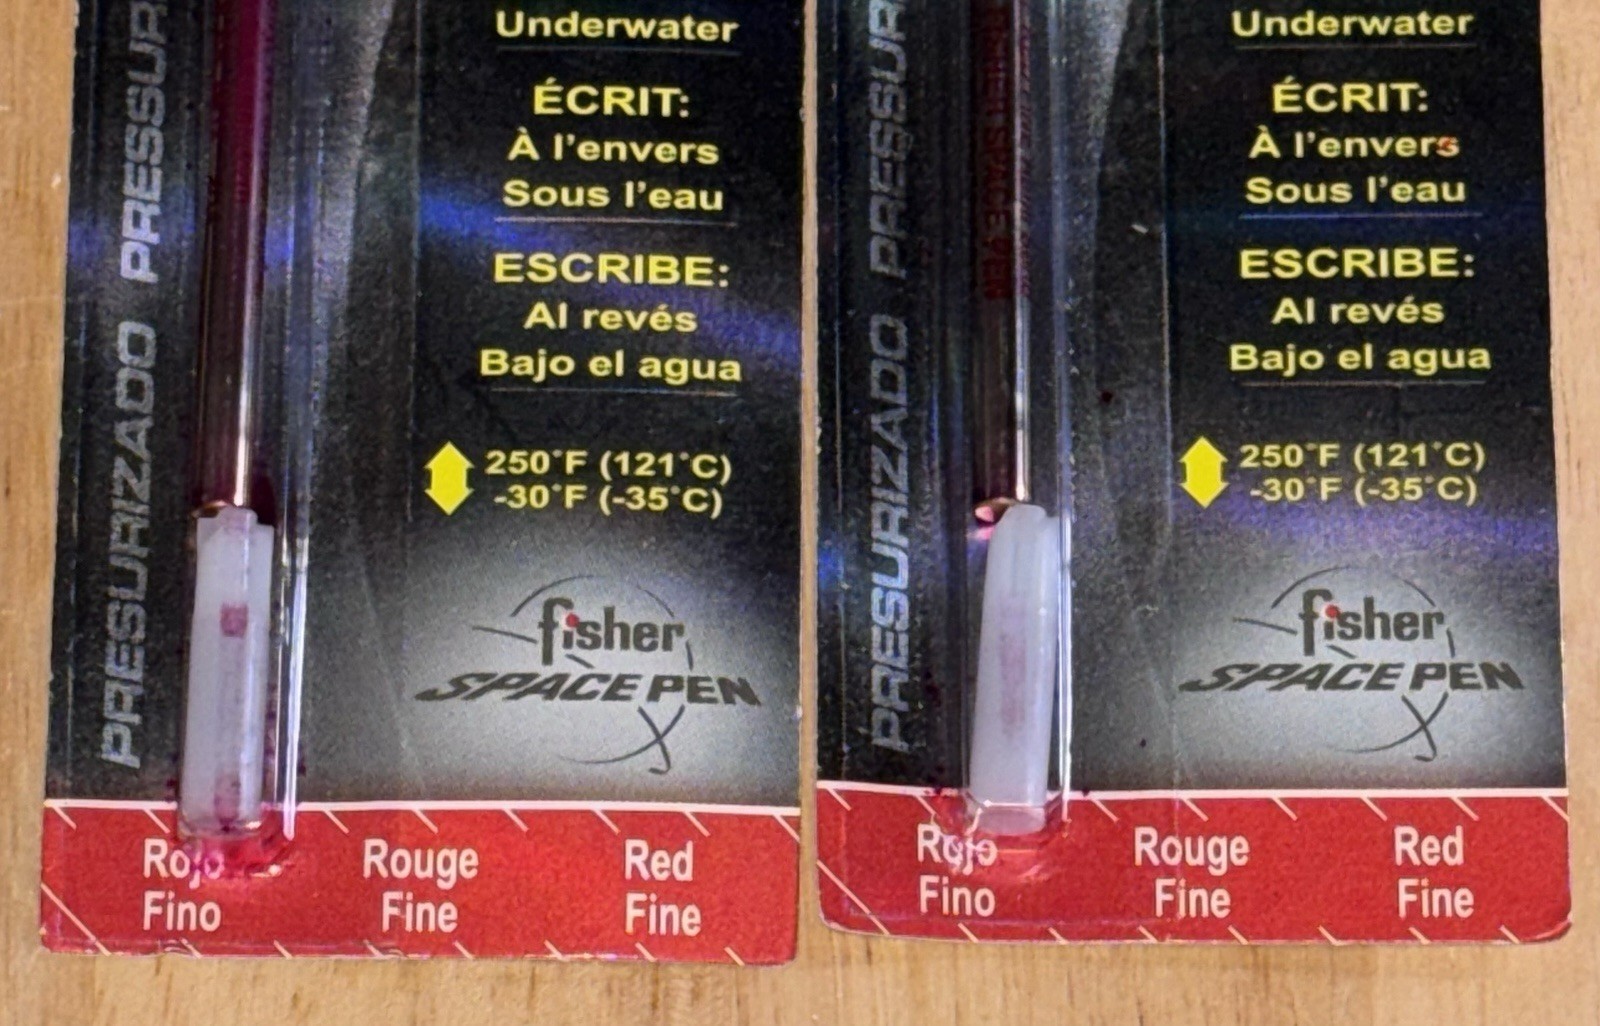 PRESURIZADO PRESSUR
Underwater
ÉCRIT:
À l'envers
Sous l'eau
ESCRIBE:
Al revés
Bajo el agua
250°F (121°C)
-30°F (-35°C)
fisher
SPACE PEN
Rojo Rouge Red
Fino Fine Fine
PRESURIZADO PRESSUR
Underwater
ÉCRIT:
À l'envers
Sous l'eau
ESCRIBE:
Al revés
Bajo el agua
250°F (121°C)
-30°F (-35°C)
fisher
SPACE PEN
Rojo Rouge Red
Fino Fine Fine